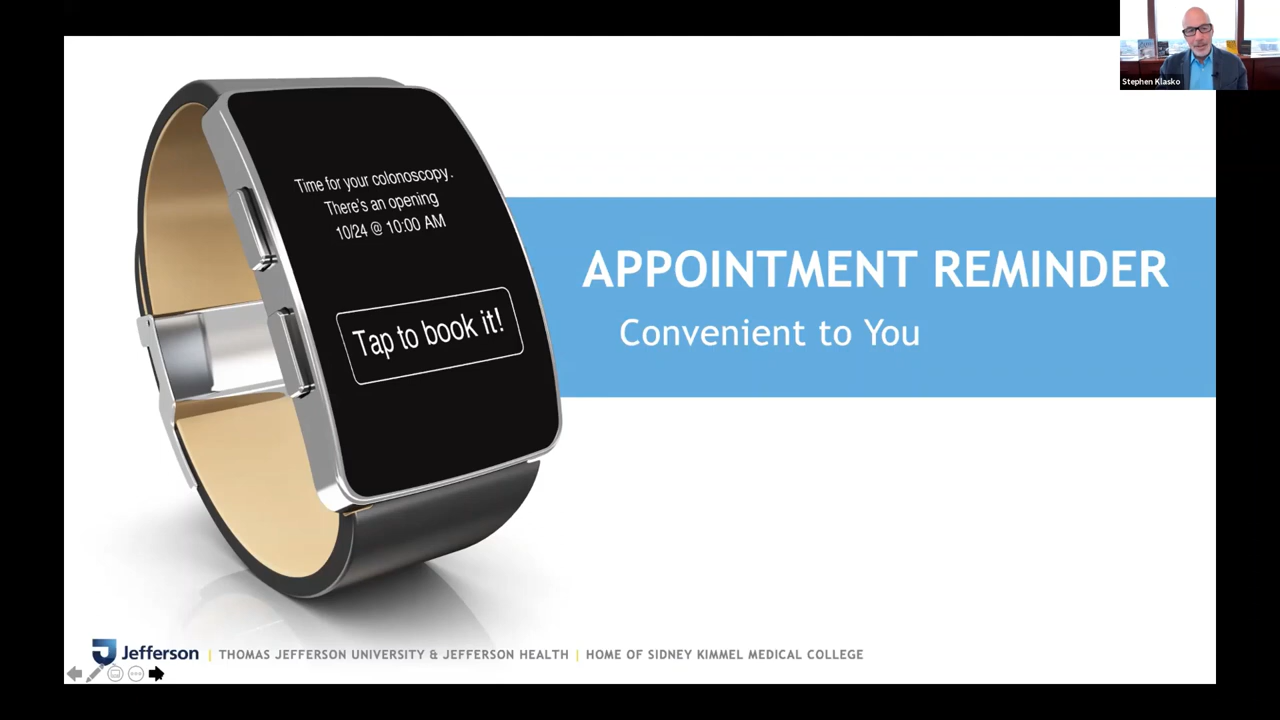 Stephen Klasko
Time for your colonoscopy.
There's an opening
10/24 @ 10:00 AM
Tap to book it!
APPOINTMENT REMINDER
Convenient to You
Jefferson | THOMAS JEFFERSON UNIVERSITY & JEFFERSON HEALTH | HOME OF SIDNEY KIMMEL MEDICAL COLLEGE